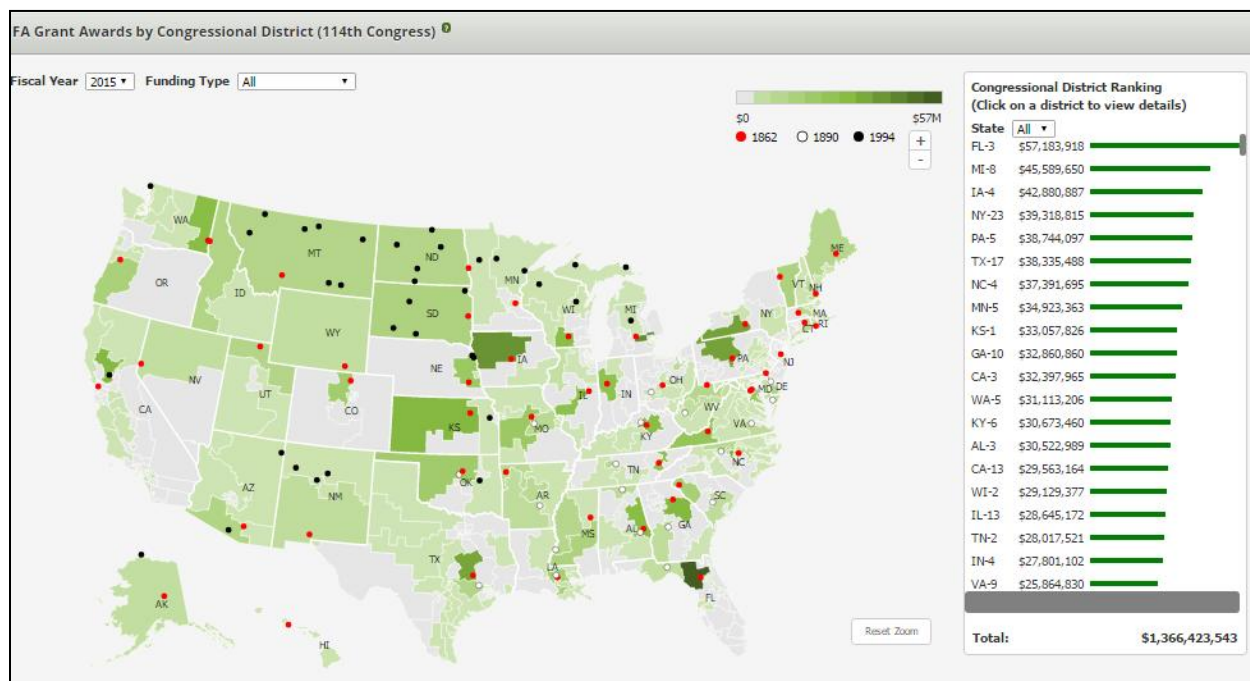 FA Grant Awards by Congressional District (114th Congress) ?
Fiscal Year 2015 Funding Type All
$0 $57M
1862 1890 1994
+
-
WA
MT
ND
MN
ME
OR
ID
WY
SD
WI
MI
NY
VT
NH
MA
CT
RI
NV
UT
CO
NE
IA
IL
IN
OH
PA
NJ
MD
DE
CA
KS
MO
KY
WV
VA
AZ
NM
OK
AR
TN
NC
SC
TX
LA
MS
AL
GA
FL
AK
HI
Reset Zoom
Congressional District Ranking
(Click on a district to view details)
State All
FL-3 $57,183,918
MI-8 $45,589,650
IA-4 $42,880,887
NY-23 $39,318,815
PA-5 $38,744,097
TX-17 $38,335,488
NC-4 $37,391,695
MN-5 $34,923,363
KS-1 $33,057,826
GA-10 $32,860,860
CA-3 $32,397,965
WA-5 $31,113,206
KY-6 $30,673,460
AL-3 $30,522,989
CA-13 $29,563,164
WI-2 $29,129,377
IL-13 $28,645,172
TN-2 $28,017,521
IN-4 $27,801,102
VA-9 $25,864,830
Total: $1,366,423,543